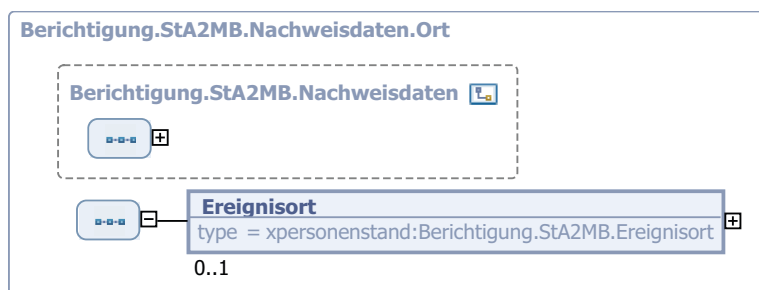 Berichtigung.StA2MB.Nachweisdaten.Ort
Berichtigung.StA2MB.Nachweisdaten
Ereignisort
type = xpersonenstand:Berichtigung.StA2MB.Ereignisort
0..1